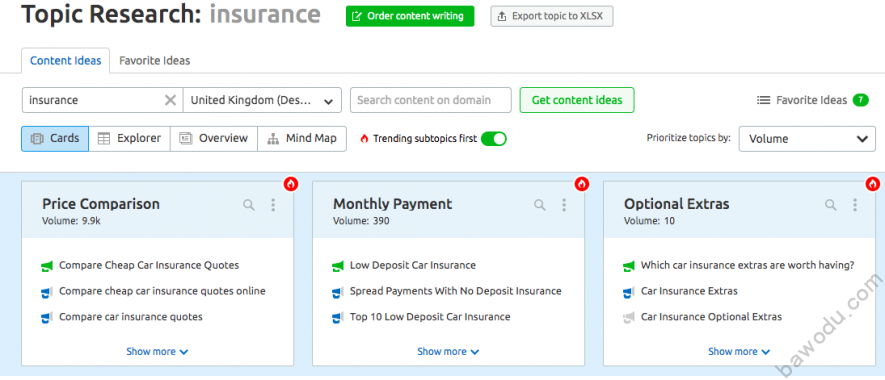 Topic Research: insurance
Order content writing
Export topic to XLSX
Content Ideas
Favorite Ideas
insurance
United Kingdom (Des...
Search content on domain
Get content ideas
Favorite Ideas
7
Cards
Explorer
Overview
Mind Map
Trending subtopics first
Prioritize topics by:
Volume
Price Comparison
Volume: 9.9k
Compare Cheap Car Insurance Quotes
Compare cheap car insurance quotes online
Compare car insurance quotes
Show more
Monthly Payment
Volume: 390
Low Deposit Car Insurance
Spread Payments With No Deposit Insurance
Top 10 Low Deposit Car Insurance
Show more
Optional Extras
Volume: 10
Which car insurance extras are worth having?
Car Insurance Extras
Car Insurance Optional Extras
Show more
bawodu.com